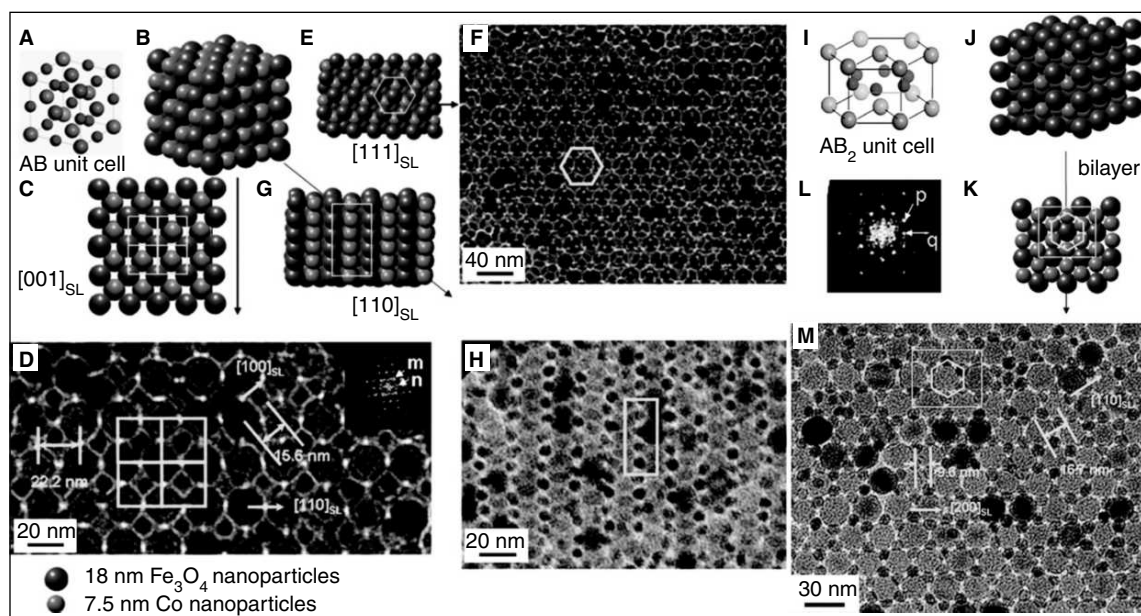 A
B
E
F
I
J
AB unit cell
[111]SL
AB2 unit cell
bilayer
C
G
L
K
p
q
[001]SL
[110]SL
40 nm
D
H
M
[100]SL
m
n
15.6 nm
22.2 nm
[110]SL
20 nm
20 nm
[110]SL
16.7 nm
9.6 nm
[200]SL
30 nm
18 nm Fe3O4 nanoparticles
7.5 nm Co nanoparticles